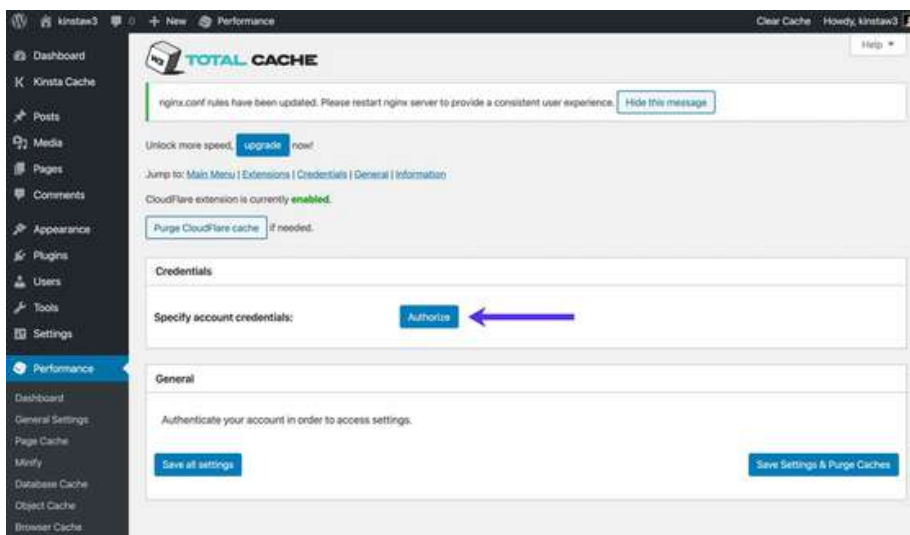 kinstaw3 0 + New Performance Clear Cache Howdy, kinstaw3
Help
Dashboard
Kinsta Cache
Posts
Media
Pages
Comments
Appearance
Plugins
Users
Tools
Settings
Performance
Dashboard
General Settings
Page Cache
Minify
Database Cache
Object Cache
Browser Cache
W3 TOTAL CACHE
nginx.conf rules have been updated. Please restart nginx server to provide a consistent user experience. Hide this message
Unlock more speed, upgrade now!
Jump to: Main Menu | Extensions | Credentials | General | Information
CloudFlare extension is currently enabled.
Purge CloudFlare cache if needed.
Credentials
Specify account credentials: Authorize
General
Authenticate your account in order to access settings.
Save all settings Save Settings & Purge Caches